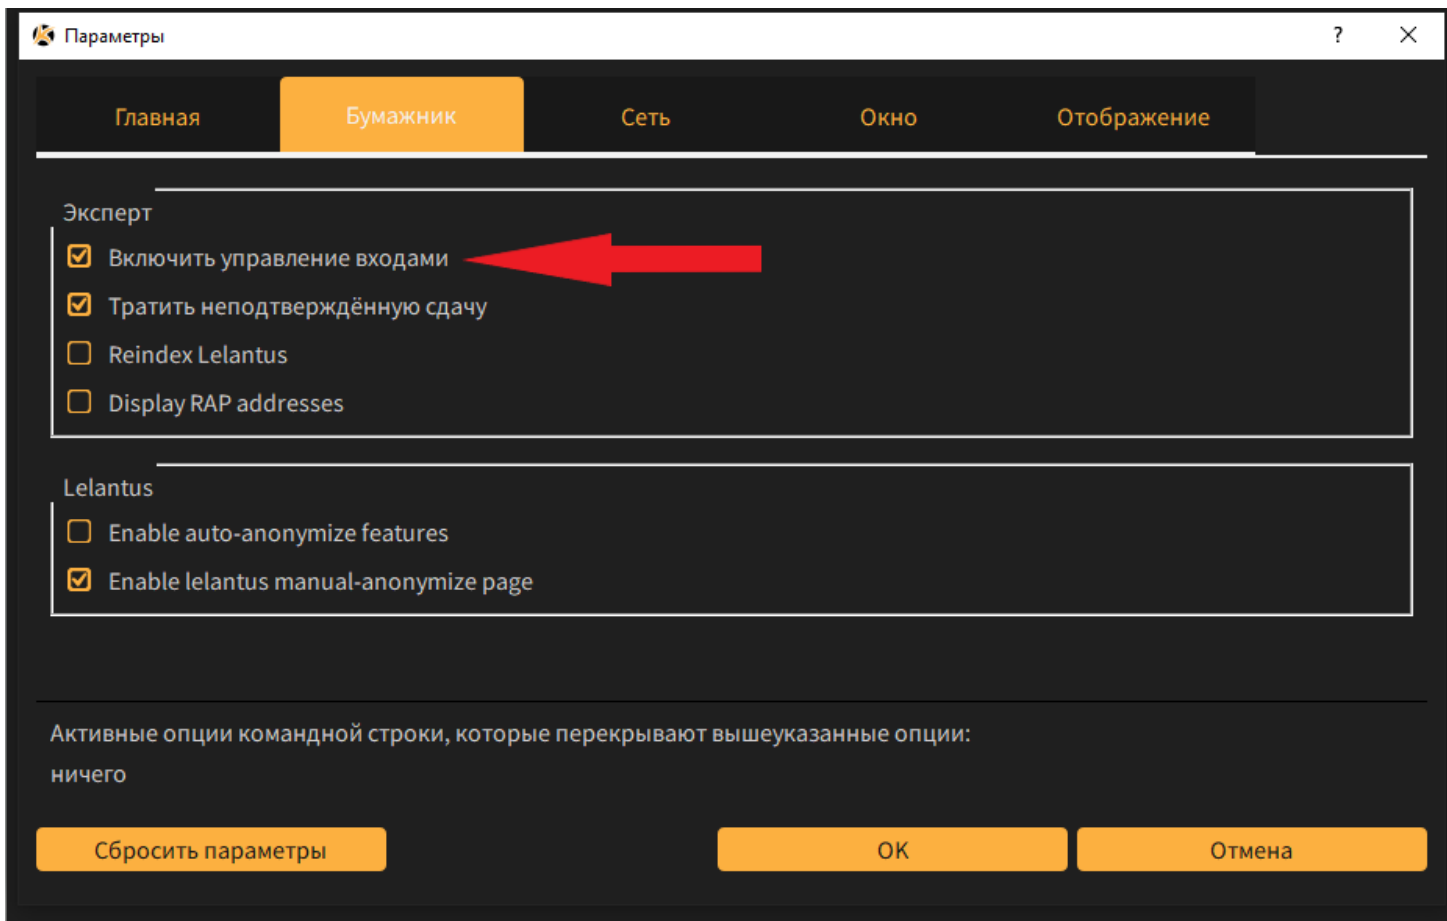 Параметры
?
Главная
Бумажник
Сеть
Окно
Отображение
Эксперт
Включить управление входами
Тратить неподтверждённую сдачу
Reindex Lelantus
Display RAP addresses
Lelantus
Enable auto-anonymize features
Enable lelantus manual-anonymize page
Активные опции командной строки, которые перекрывают вышеуказанные опции:
ничего
Сбросить параметры
OK
Отмена